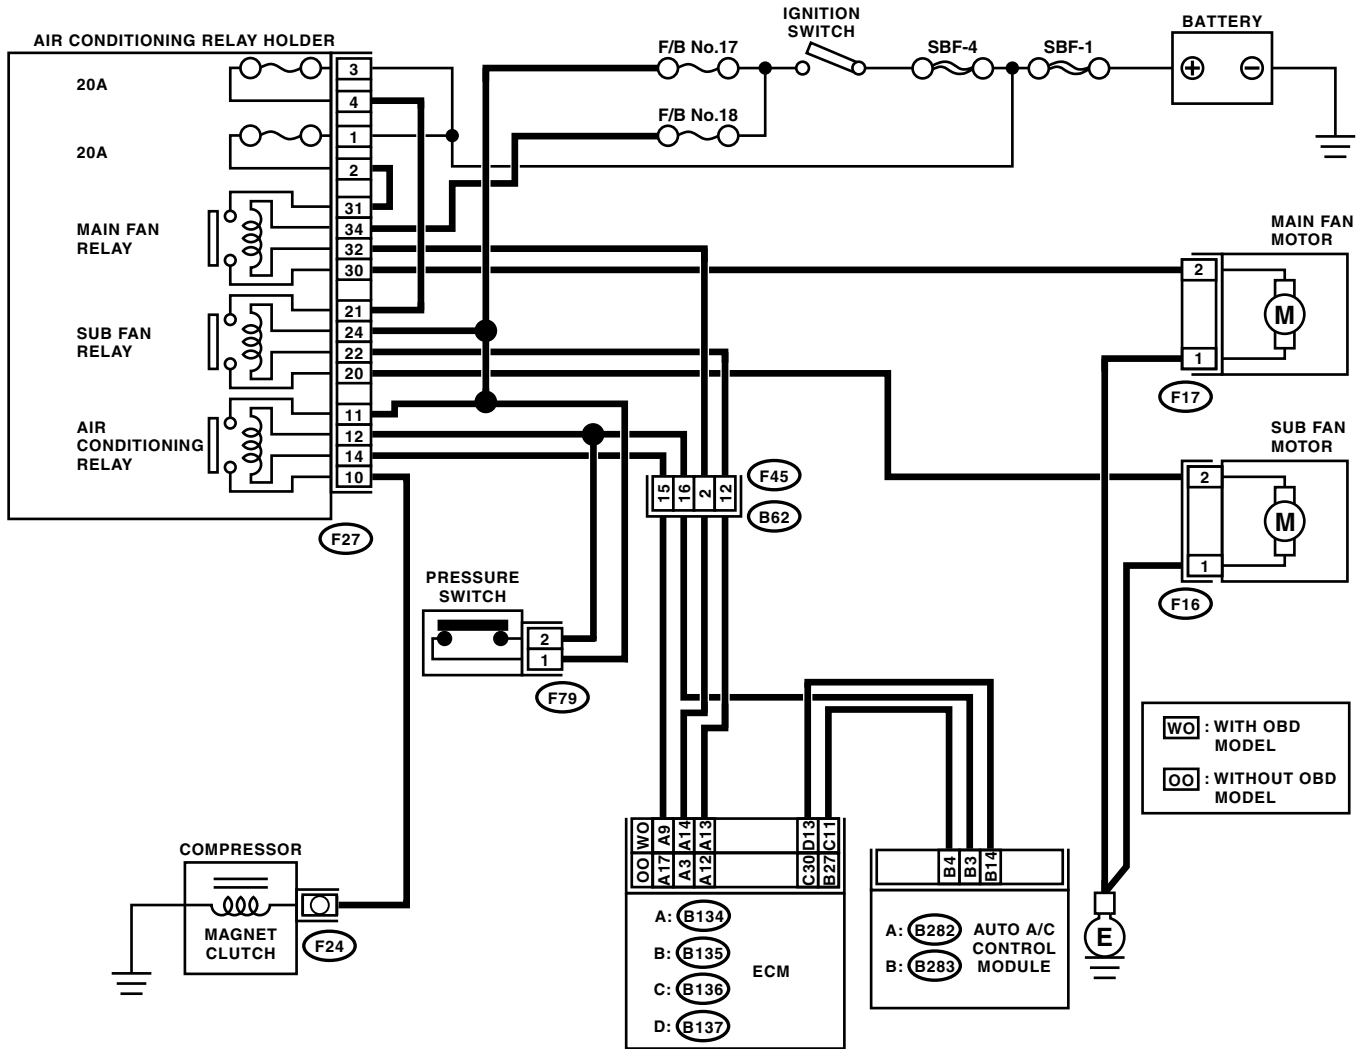 AIR CONDITIONING RELAY HOLDER
20A
20A
MAIN FAN
RELAY
SUB FAN
RELAY
AIR
CONDITIONING
RELAY
3
4
1
2
31
34
32
30
21
24
22
20
11
12
14
10
F27
F/B No.17
F/B No.18
IGNITION
SWITCH
SBF-4
SBF-1
BATTERY
+
−
MAIN FAN
MOTOR
2
M
1
F17
SUB FAN
MOTOR
2
M
1
F16
15
16
2
12
F45
B62
PRESSURE
SWITCH
2
1
F79
WO : WITH OBD
MODEL
OO : WITHOUT OBD
MODEL
COMPRESSOR
MAGNET
CLUTCH
F24
WO A9 A14 A13 D13 C11
OO A17 A3 A12 C30 B27
A: B134
B: B135
C: B136
D: B137
ECM
B4 B3 B14
A: B282
B: B283
AUTO A/C
CONTROL
MODULE
E